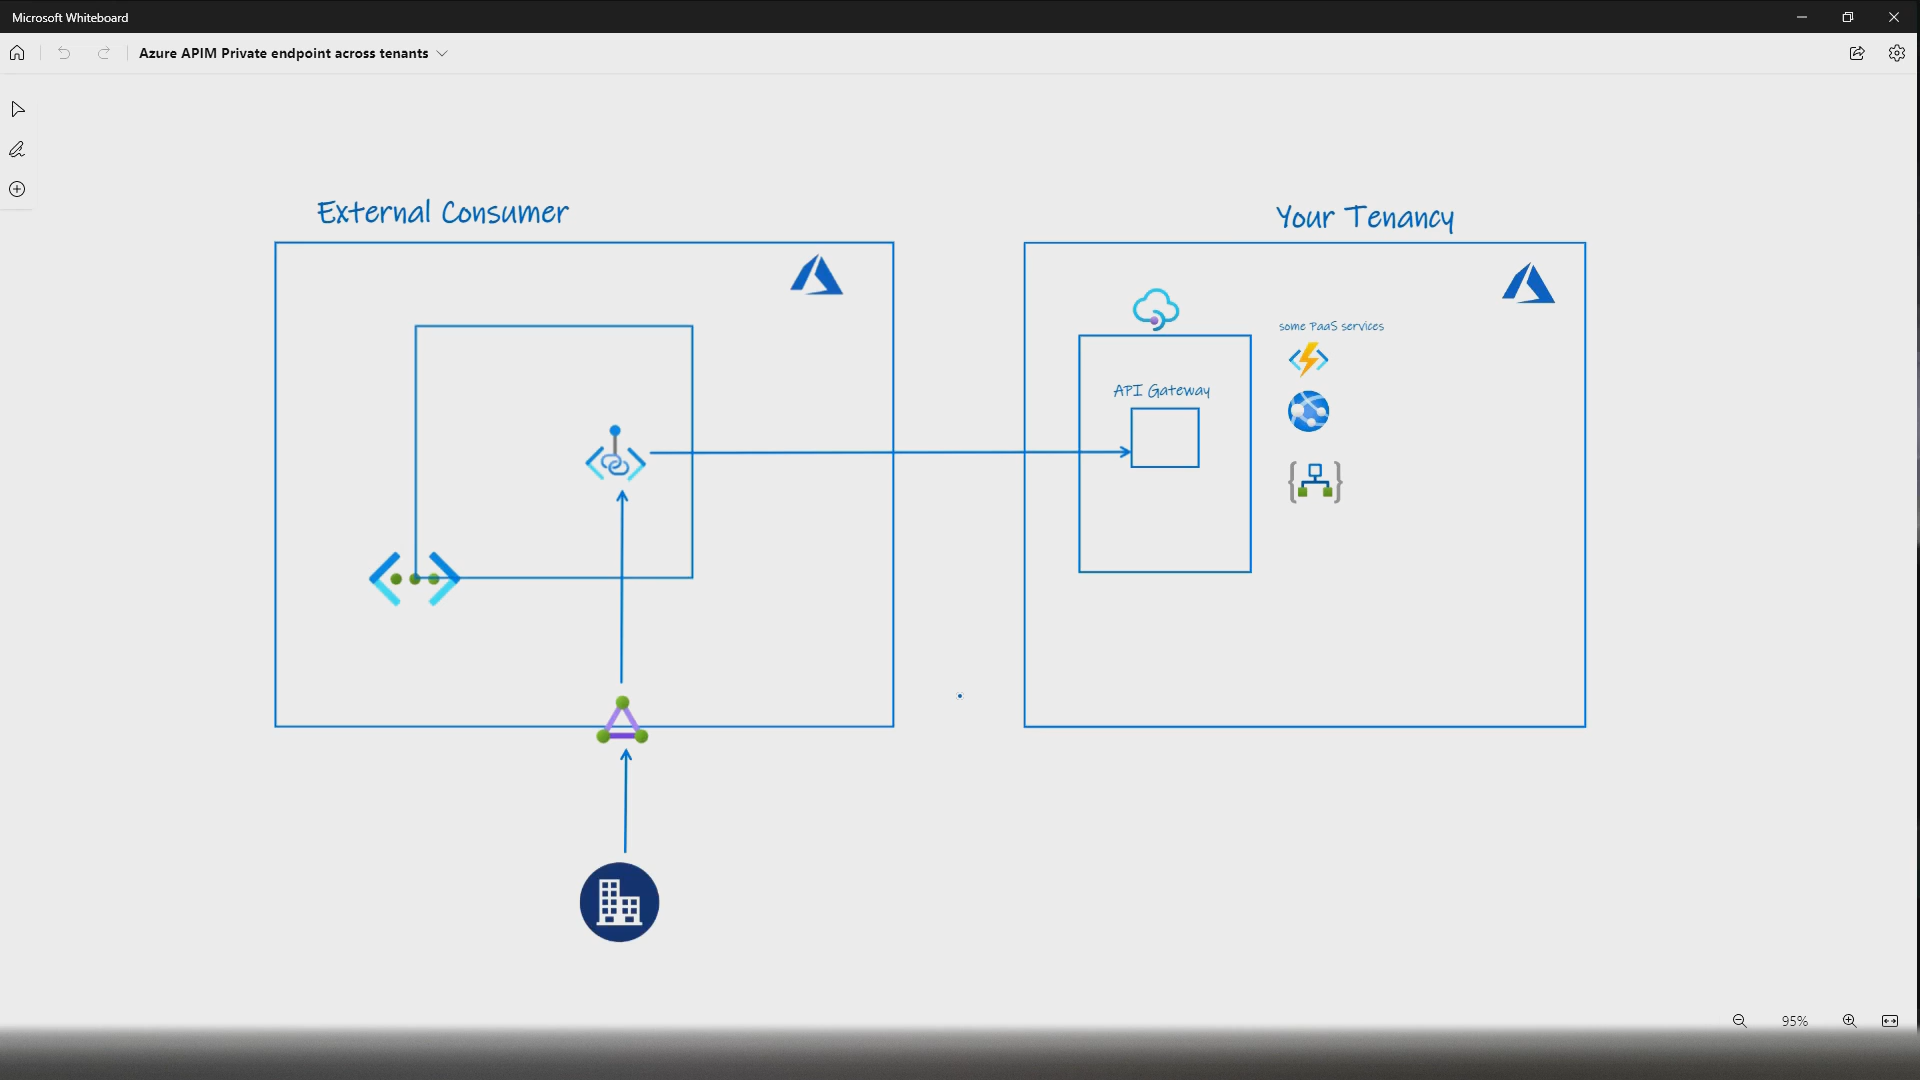 Microsoft Whiteboard
Azure APIM Private endpoint across tenants
External Consumer
Your Tenancy
some PaaS services
API Gateway
95%